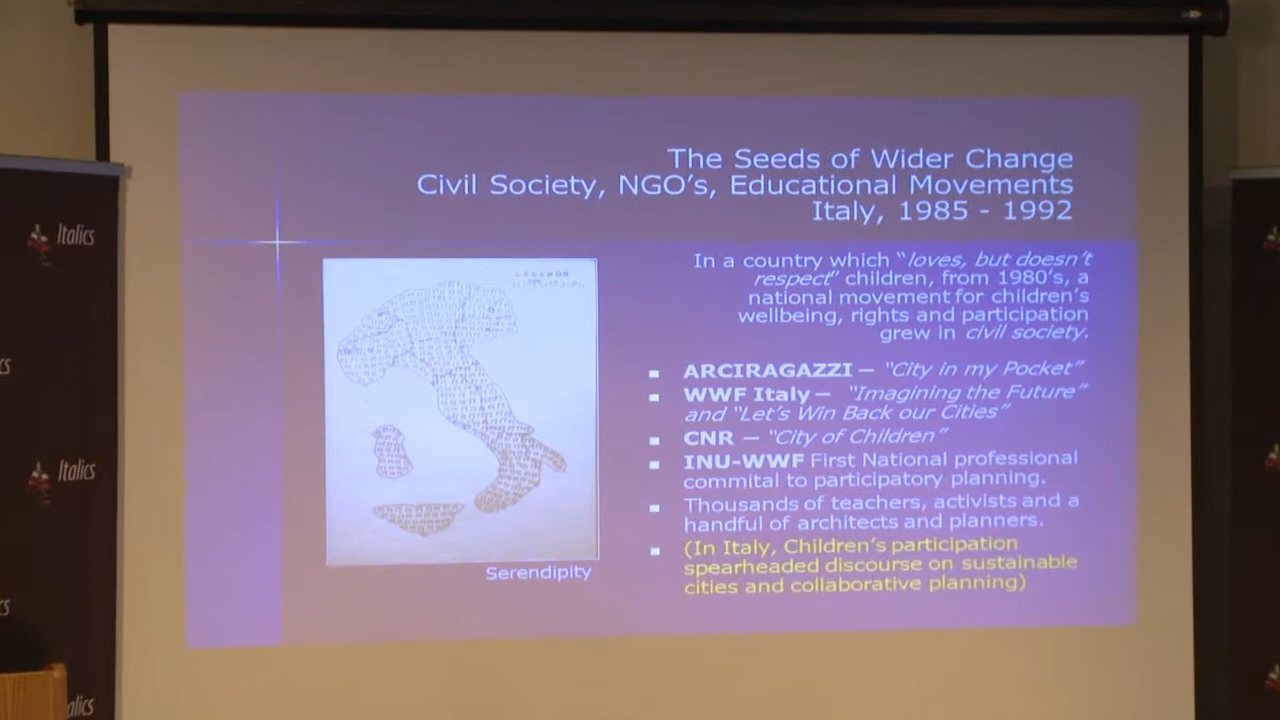 The Seeds of Wider Change
Civil Society, NGO's, Educational Movements
Italy, 1985 - 1992
In a country which "loves, but doesn't
respect" children, from 1980's, a
national movement for children's
wellbeing, rights and participation
grew in civil society.
ARCIRAGAZZI – "City in my Pocket"
WWF Italy – "Imagining the Future"
and "Let's Win Back our Cities"
CNR – "City of Children"
INU-WWF First National professional
commital to participatory planning.
Thousands of teachers, activists and a
handful of architects and planners.
(In Italy, Children's participation
spearheaded discourse on sustainable
cities and collaborative planning)
LEGENDA
Serendipity
Italics
Italics
alics
cs
cs